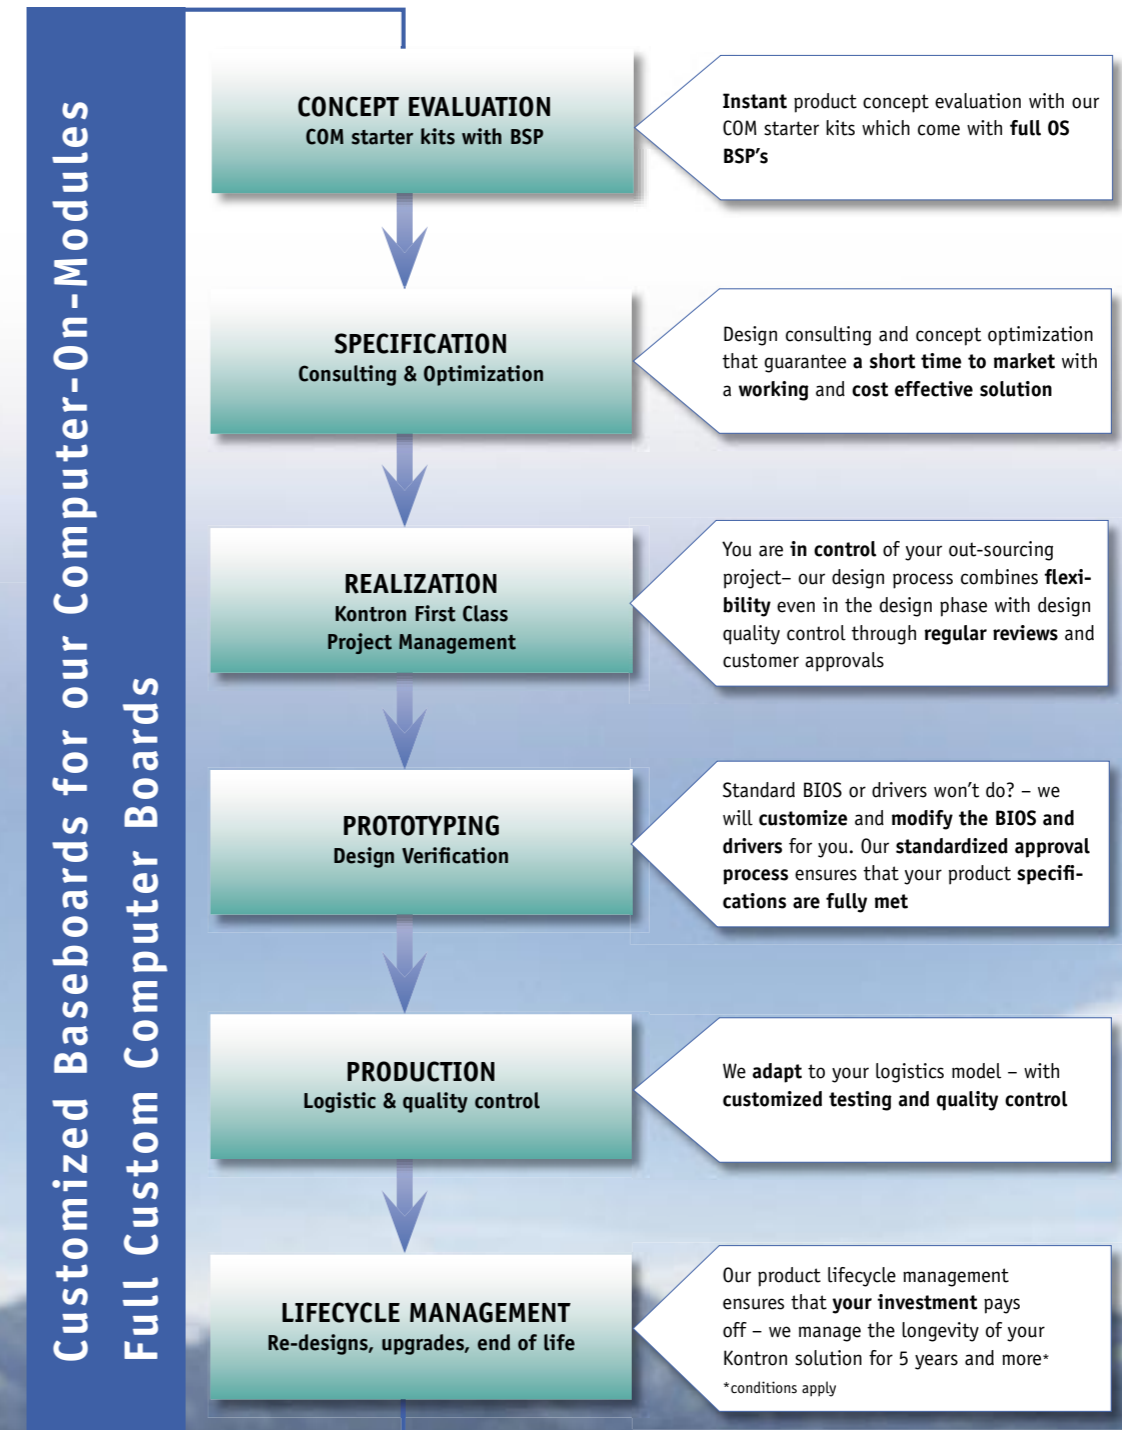 Customized Baseboards for our Computer-On-Modules
Full Custom Computer Boards
CONCEPT EVALUATION
COM starter kits with BSP
Instant product concept evaluation with our
COM starter kits which come with full OS
BSP's
SPECIFICATION
Consulting & Optimization
Design consulting and concept optimization
that guarantee a short time to market with
a working and cost effective solution
REALIZATION
Kontron First Class
Project Management
You are in control of your out-sourcing
project– our design process combines flexi-
bility even in the design phase with design
quality control through regular reviews and
customer approvals
PROTOTYPING
Design Verification
Standard BIOS or drivers won't do? – we
will customize and modify the BIOS and
drivers for you. Our standardized approval
process ensures that your product specifi-
cations are fully met
PRODUCTION
Logistic & quality control
We adapt to your logistics model – with
customized testing and quality control
LIFECYCLE MANAGEMENT
Re-designs, upgrades, end of life
Our product lifecycle management
ensures that your investment pays
off – we manage the longevity of your
Kontron solution for 5 years and more*
*conditions apply